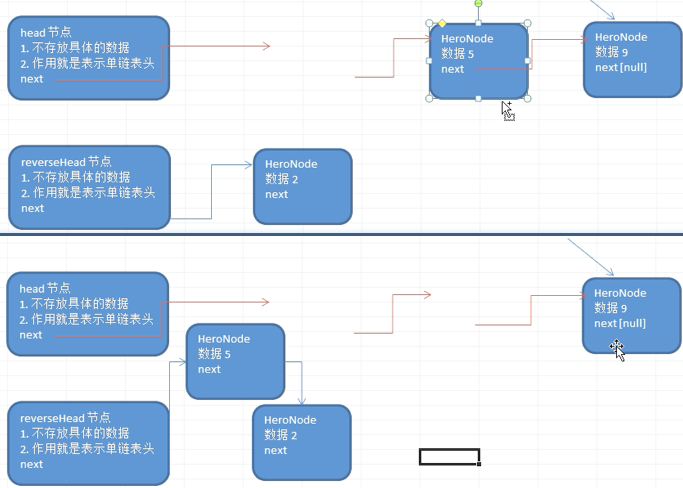 head 节点
1. 不存放具体的数据
2. 作用就是表示单链表头
next
HeroNode
数据 5
next
HeroNode
数据 9
next [null]
reverseHead 节点
1. 不存放具体的数据
2. 作用就是表示单链表头
next
HeroNode
数据 2
next
head 节点
1. 不存放具体的数据
2. 作用就是表示单链表头
next
HeroNode
数据 5
next
HeroNode
数据 9
next [null]
reverseHead 节点
1. 不存放具体的数据
2. 作用就是表示单链表头
next
HeroNode
数据 2
next